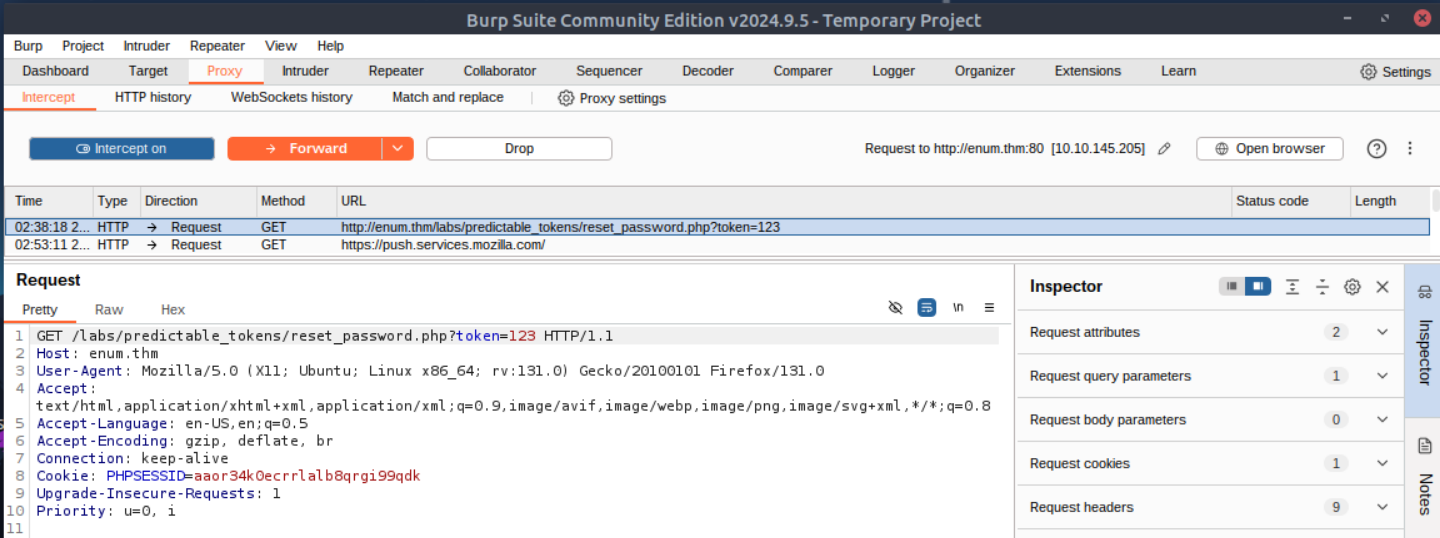 Burp Suite Community Edition v2024.9.5 - Temporary Project
Burp Project Intruder Repeater View Help
Dashboard Target Proxy Intruder Repeater Collaborator Sequencer Decoder Comparer Logger Organizer Extensions Learn Settings
Intercept HTTP history WebSockets history Match and replace Proxy settings
Intercept on Forward Drop Request to http://enum.thm:80 [10.10.145.205] Open browser
Time Type Direction Method URL Status code Length
02:38:18 2... HTTP → Request GET http://enum.thm/labs/predictable_tokens/reset_password.php?token=123
02:53:11 2... HTTP → Request GET https://push.services.mozilla.com/
Request
Pretty Raw Hex \n
1 GET /labs/predictable_tokens/reset_password.php?token=123 HTTP/1.1
2 Host: enum.thm
3 User-Agent: Mozilla/5.0 (X11; Ubuntu; Linux x86_64; rv:131.0) Gecko/20100101 Firefox/131.0
4 Accept:
text/html,application/xhtml+xml,application/xml;q=0.9,image/avif,image/webp,image/png,image/svg+xml,*/*;q=0.8
5 Accept-Language: en-US,en;q=0.5
6 Accept-Encoding: gzip, deflate, br
7 Connection: keep-alive
8 Cookie: PHPSESSID=aaor34k0ecrrlalb8qrgi99qdk
9 Upgrade-Insecure-Requests: 1
10 Priority: u=0, i
11
Inspector
Request attributes 2
Request query parameters 1
Request body parameters 0
Request cookies 1
Request headers 9
Inspector
Notes